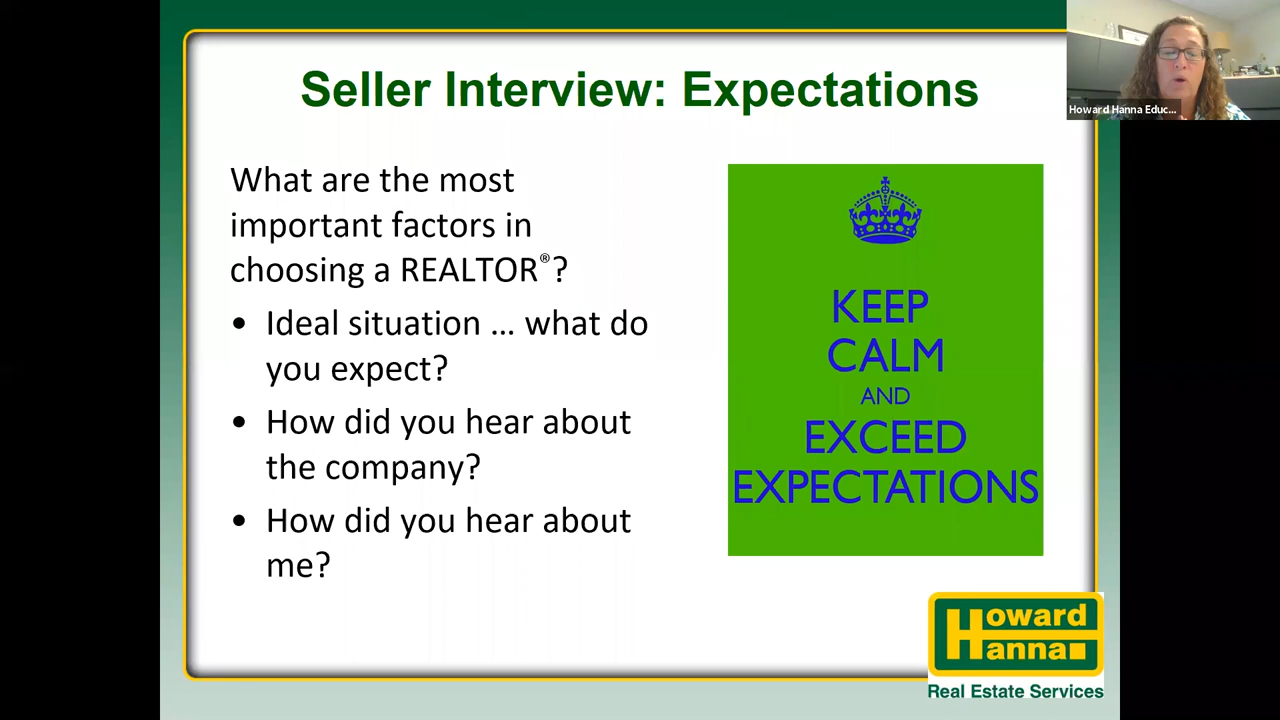 Seller Interview: Expectations
Howard Hanna Educ...
What are the most
important factors in
choosing a REALTOR®?
• Ideal situation … what do
you expect?
• How did you hear about
the company?
• How did you hear about
me?
KEEP
CALM
AND
EXCEED
EXPECTATIONS
Howard
Hanna
Real Estate Services